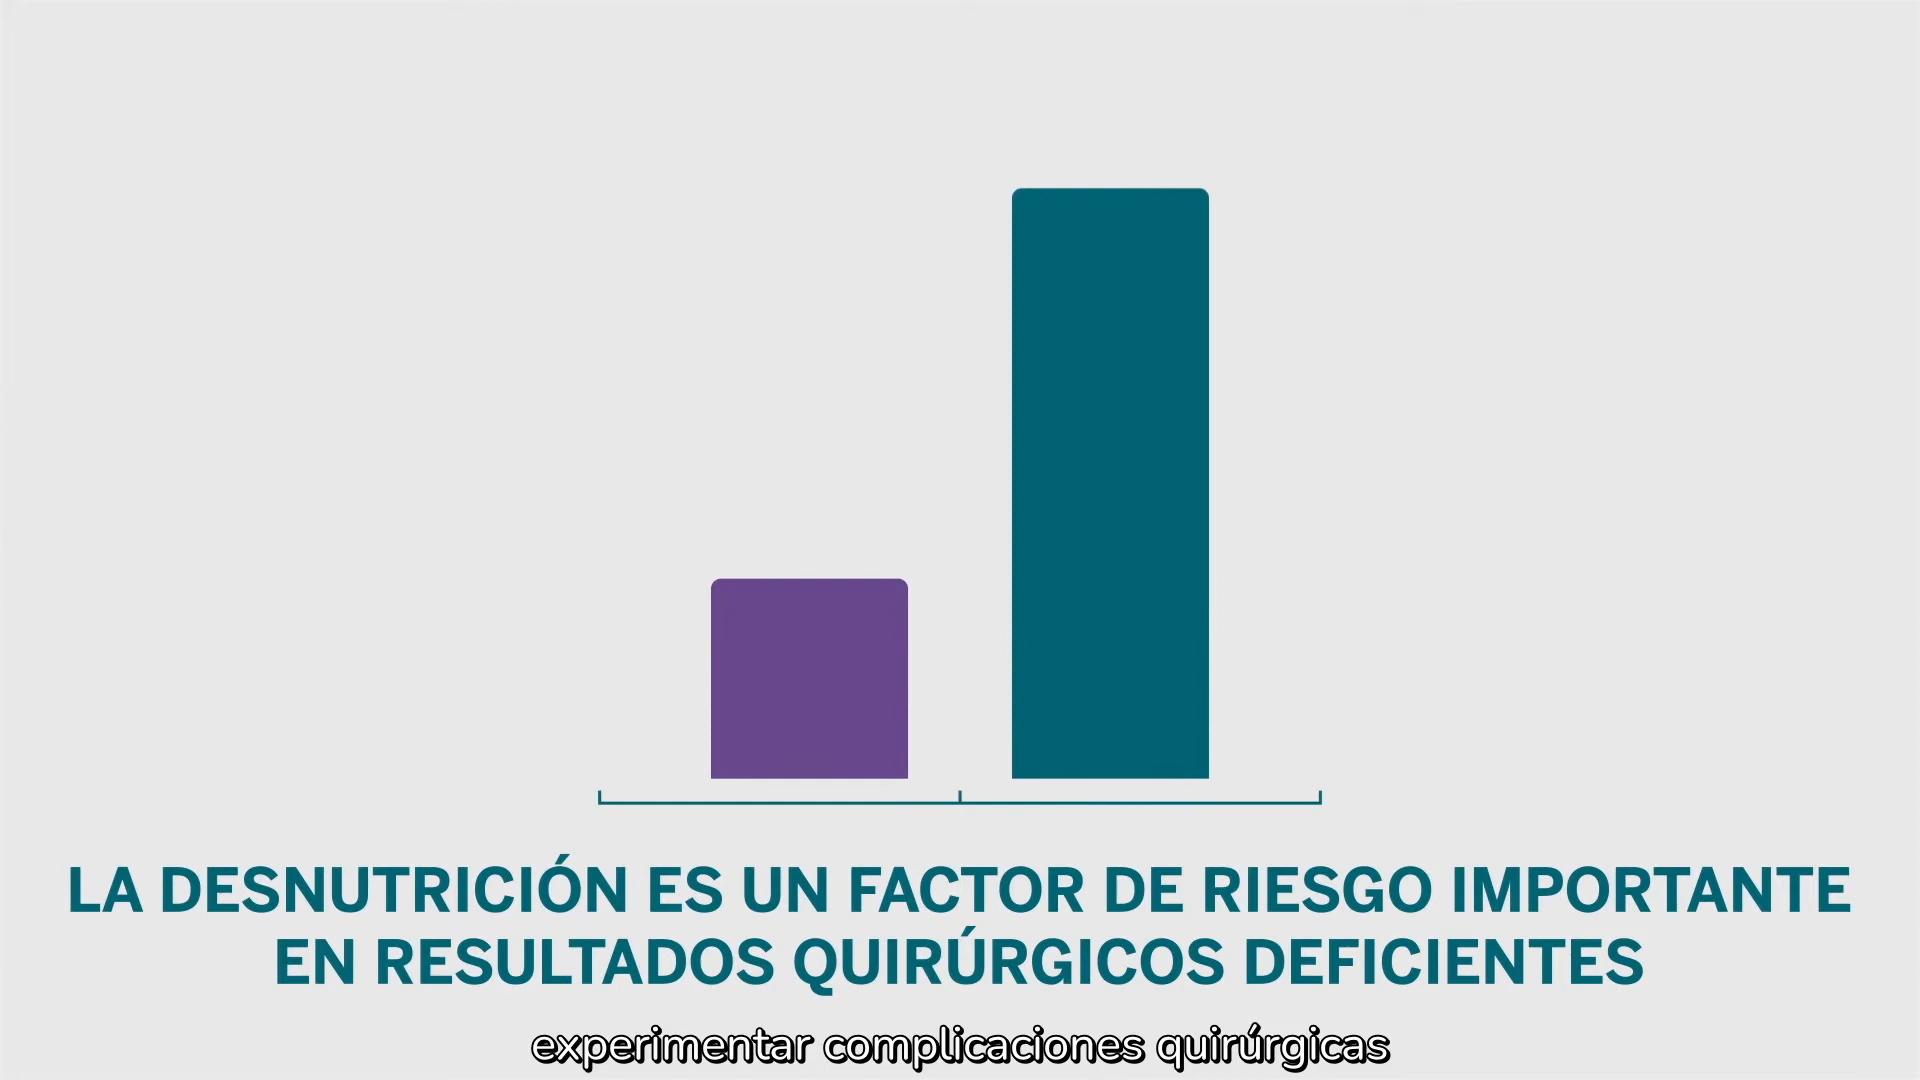 LA DESNUTRICIÓN ES UN FACTOR DE RIESGO IMPORTANTE
EN RESULTADOS QUIRÚRGICOS DEFICIENTES
experimentar complicaciones quirúrgicas